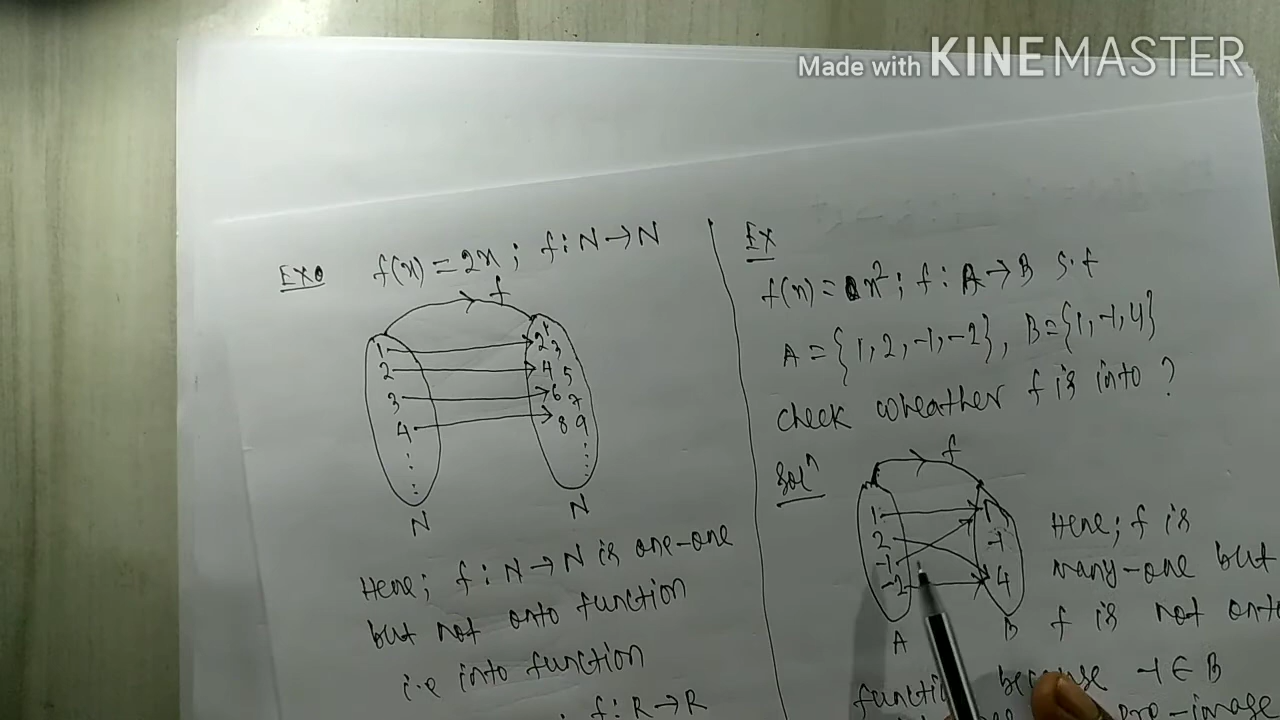 Made with KINEMASTER
Ex. f(x) = 2x ; f : N → N
f
1 1
2 2 3
3 4 5
4 6 7
8 9
N N
Here; f : N → N is one-one
but not onto function
i.e into function
f : R → R
Ex
f(x) = x² ; f : A → B s.t
A = {1, 2, -1, -2}, B = {1, -1, 4}
check wheather f is into ?
Solⁿ
f
1 1
2 -1
-1 4
-2
A B
Here; f is
many-one but
f is not onto
because -1 ∈ B
pre-image